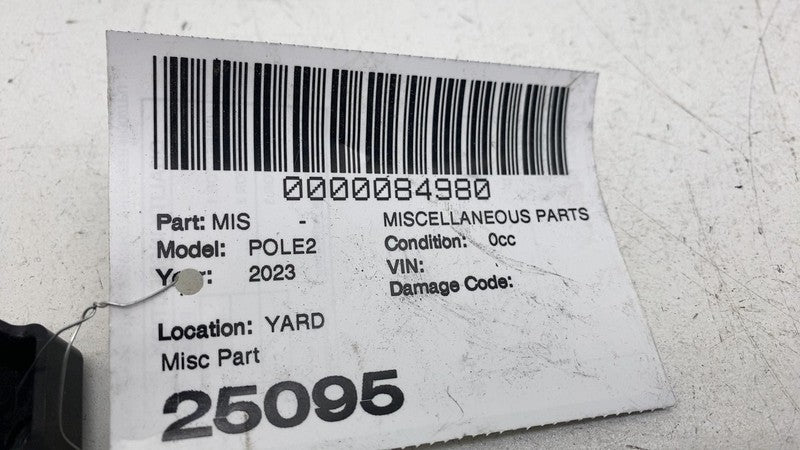 0000084980
Part: MIS - MISCELLANEOUS PARTS
Model: POLE2 Condition: 0cc
Year: 2023 VIN:
Damage Code:
Location: YARD
Misc Part
25095